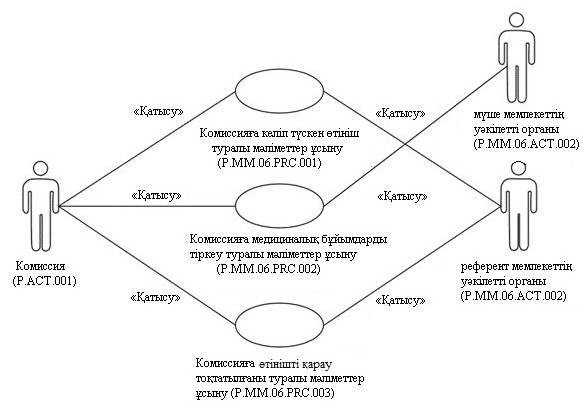 «Қатысу»
«Қатысу»
Комиссияға келіп түскен өтініш
туралы мәліметтер ұсыну
(P.MM.06.PRC.001)
мүше мемлекеттің
уәкілетті органы
(P.MM.06.ACT.002)
«Қатысу»
«Қатысу»
Комиссияға медициналық бұйымдарды
тіркеу туралы мәліметтер ұсыну
(P.MM.06.PRC.002)
Комиссия
(P.ACT.001)
референт мемлекеттің
уәкілетті органы
(P.MM.06.ACT.002)
«Қатысу»
«Қатысу»
Комиссияға өтінішті қарау
тоқтатылғаны туралы мәліметтер
ұсыну (P.MM.06.PRC.003)